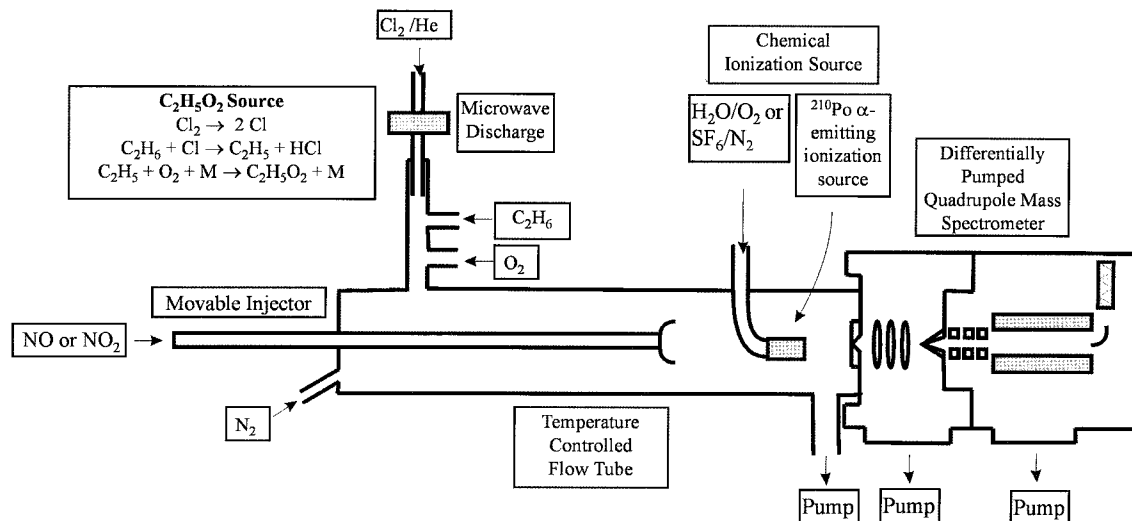 Cl₂ /He
C₂H₅O₂ Source
Cl₂ → 2 Cl
C₂H₆ + Cl → C₂H₅ + HCl
C₂H₅ + O₂ + M → C₂H₅O₂ + M
Microwave
Discharge
C₂H₆
O₂
Chemical
Ionization Source
H₂O/O₂ or
SF₆/N₂
²¹⁰Po α-
emitting
ionization
source
Differentially
Pumped
Quadrupole Mass
Spectrometer
Movable Injector
NO or NO₂
N₂
Temperature
Controlled
Flow Tube
Pump
Pump
Pump